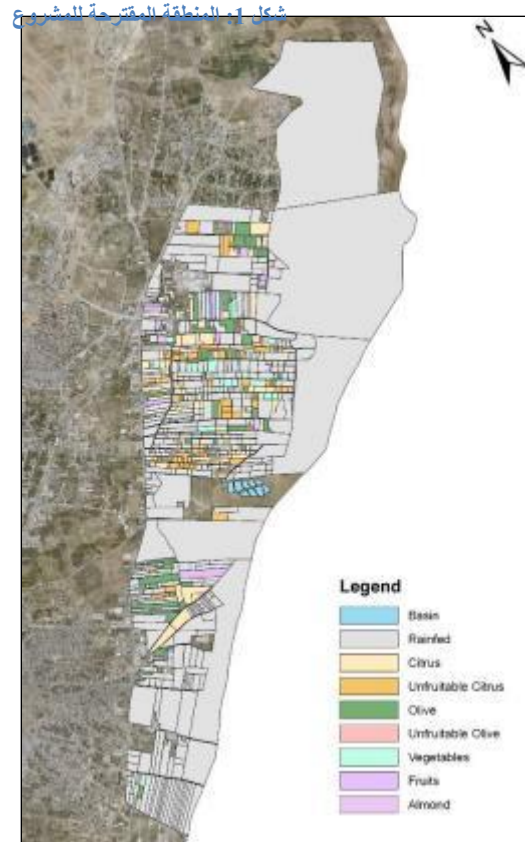 شكل 1: المنطقة المقترحة للمشروع
N
Legend
Basin
Rainfed
Citrus
Unfruitable Citrus
Olive
Unfruitable Olive
Vegetables
Fruits
Almond